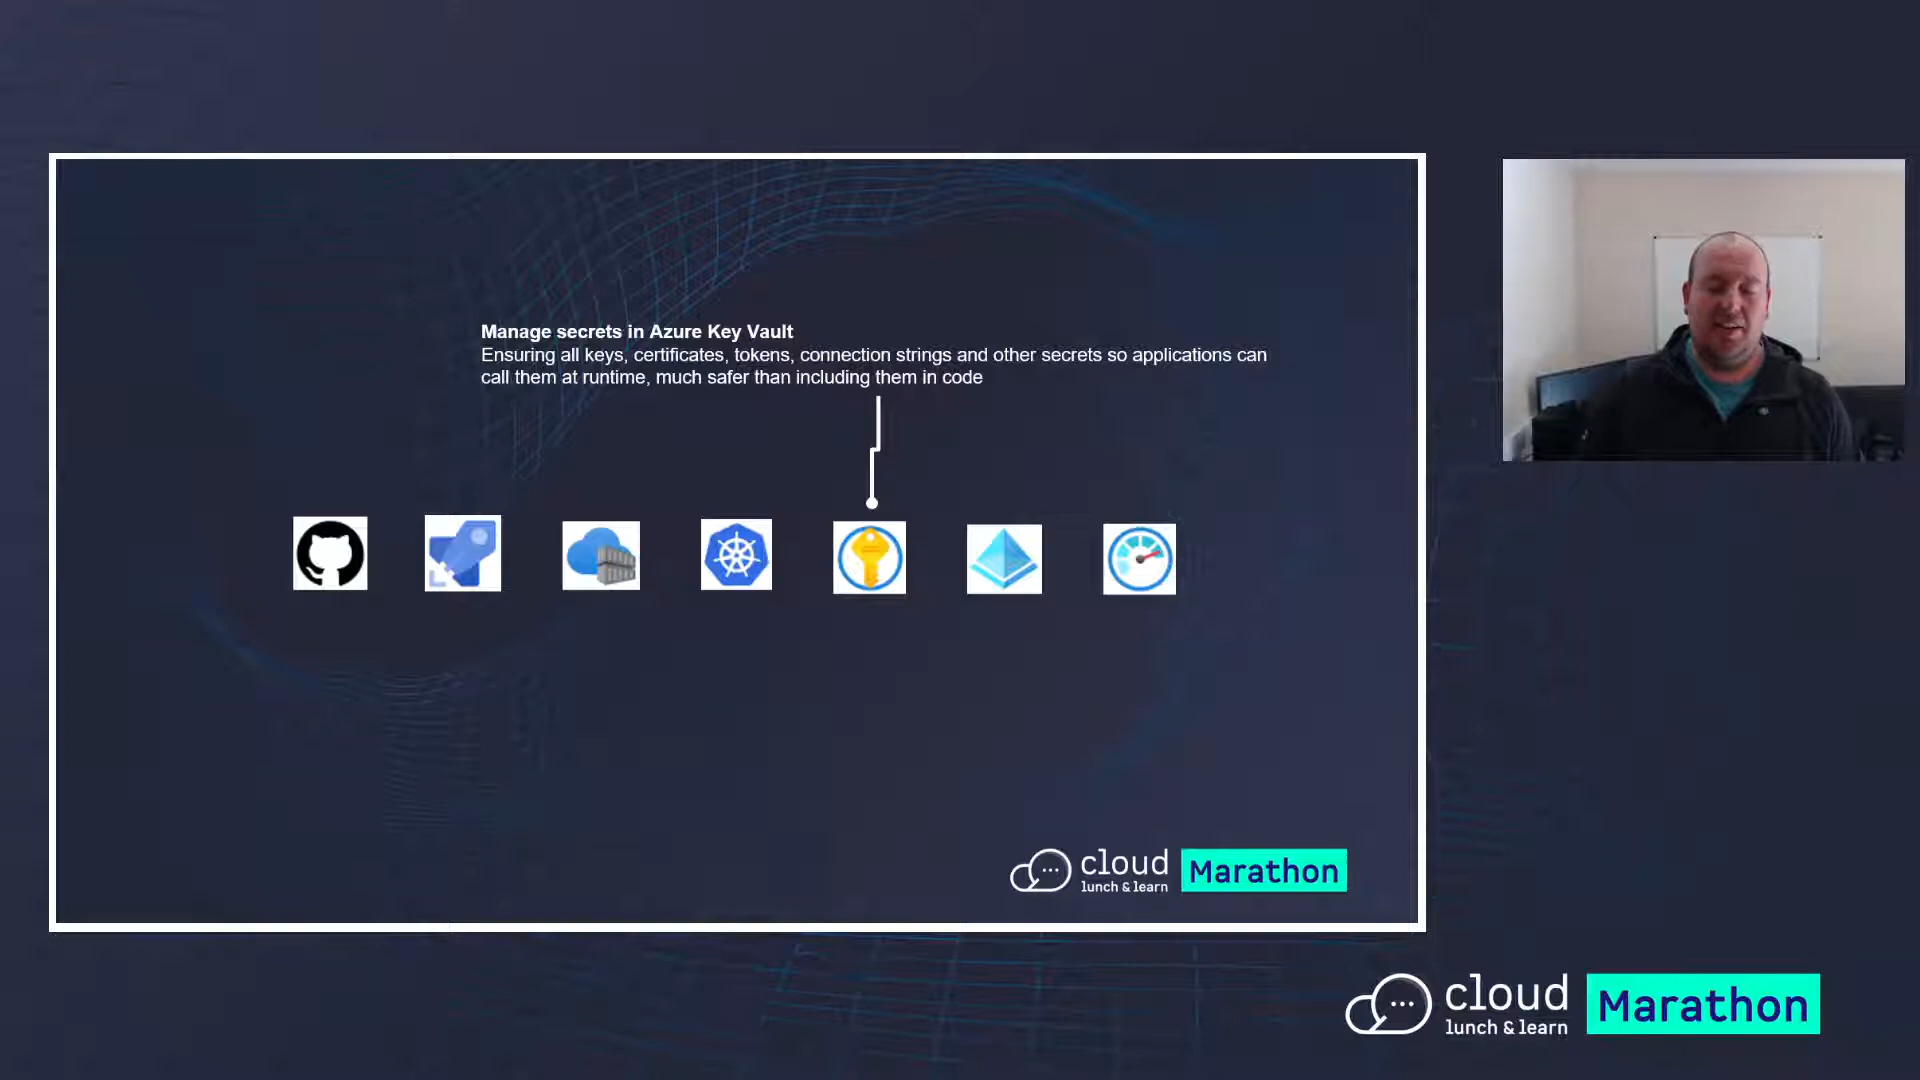 Manage secrets in Azure Key Vault
Ensuring all keys, certificates, tokens, connection strings and other secrets so applications can
call them at runtime, much safer than including them in code
cloud
lunch & learn
Marathon
cloud
lunch & learn
Marathon